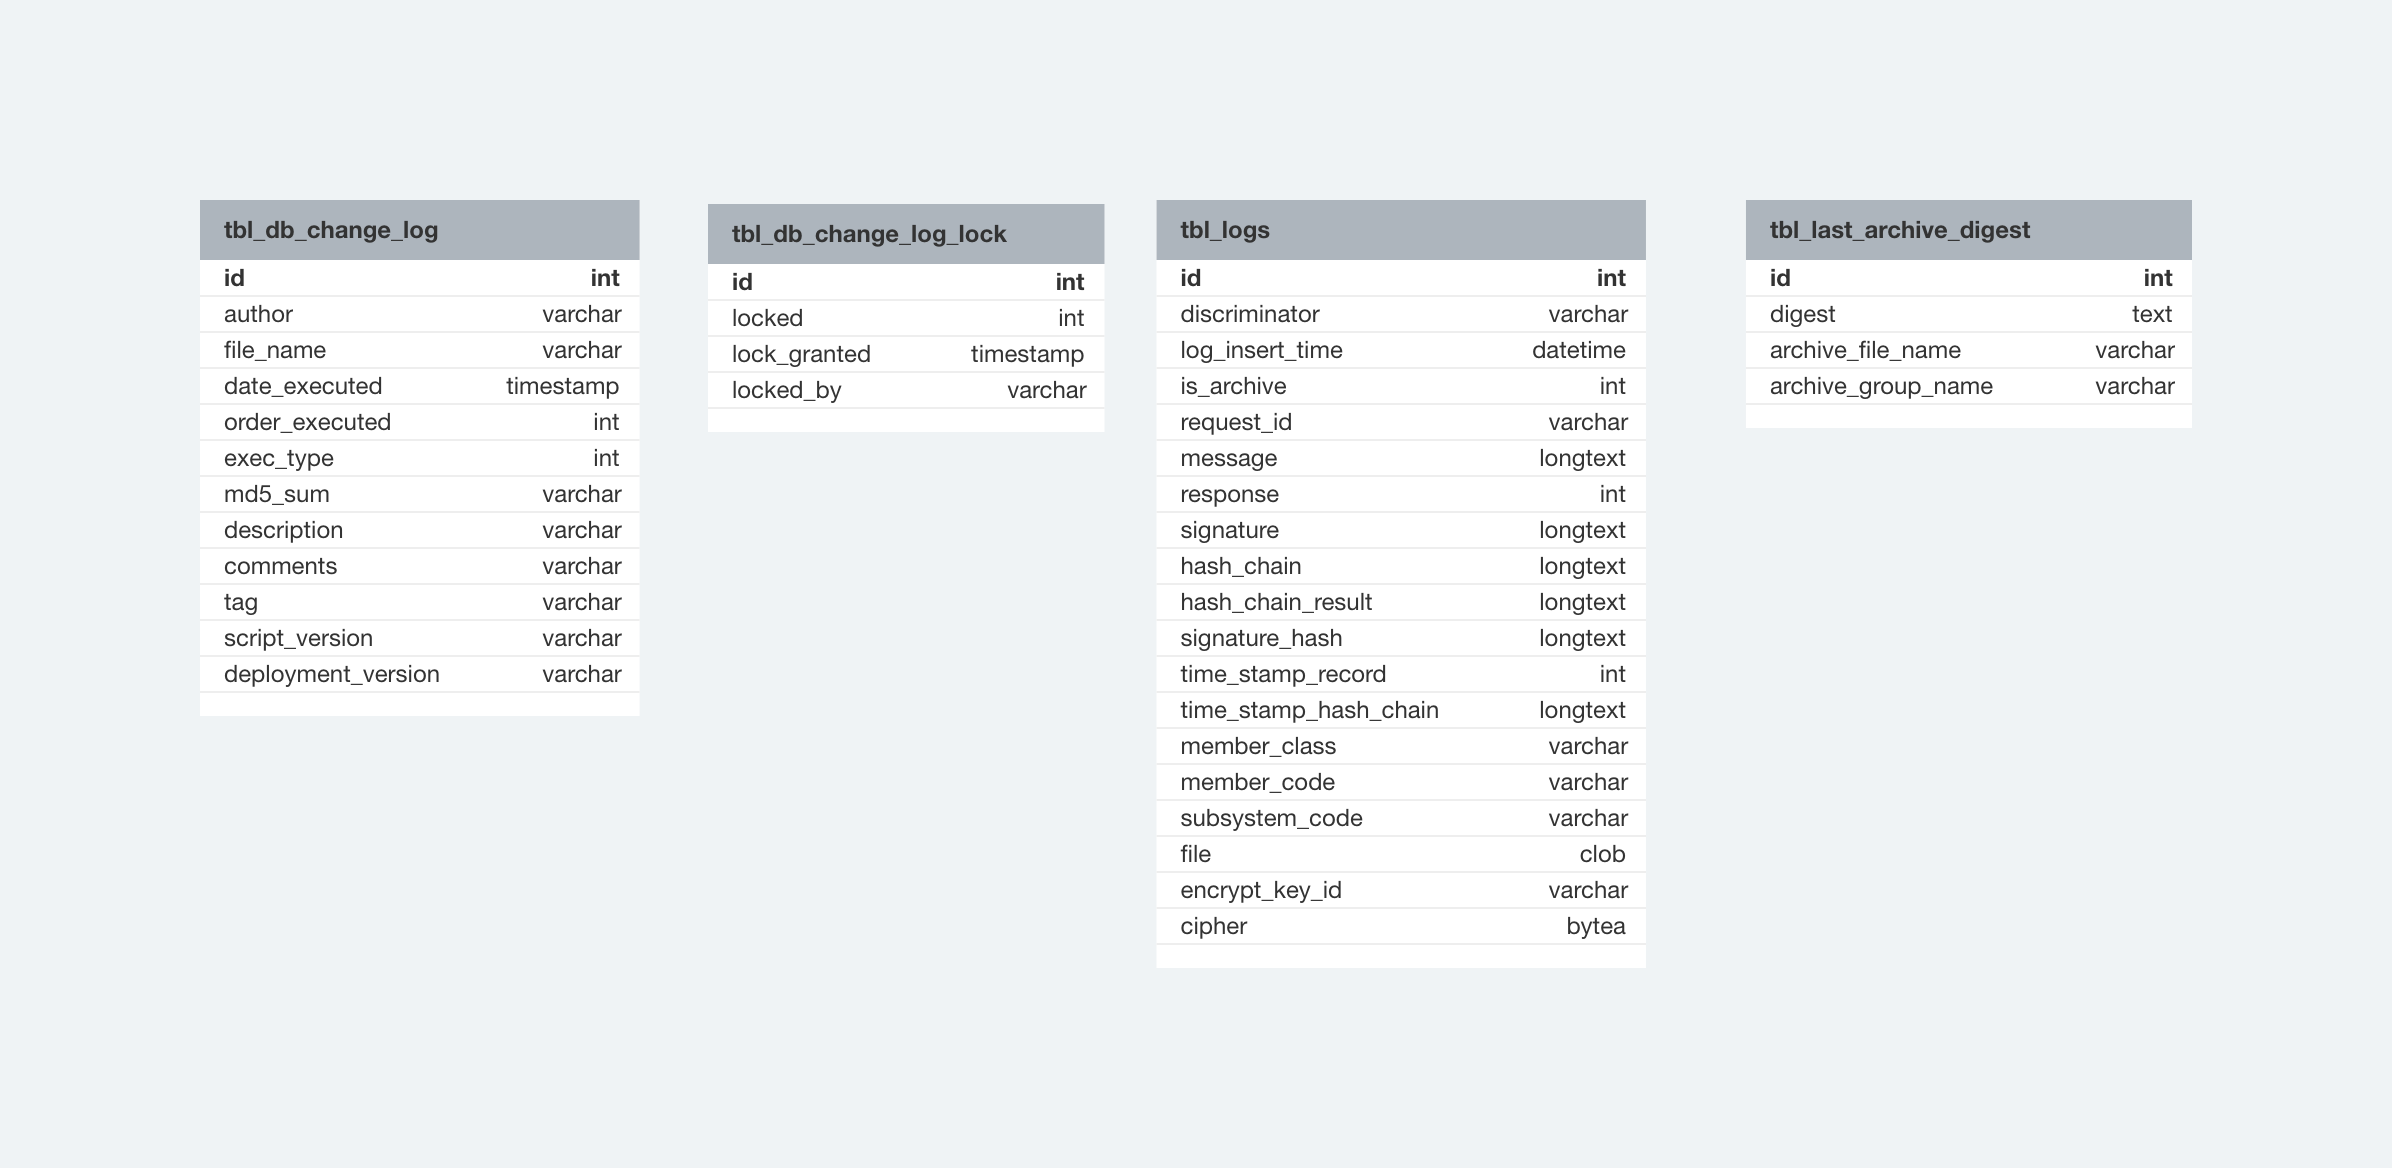 tbl_db_change_log
id int
author varchar
file_name varchar
date_executed timestamp
order_executed int
exec_type int
md5_sum varchar
description varchar
comments varchar
tag varchar
script_version varchar
deployment_version varchar
tbl_db_change_log_lock
id int
locked int
lock_granted timestamp
locked_by varchar
tbl_logs
id int
discriminator varchar
log_insert_time datetime
is_archive int
request_id varchar
message longtext
response int
signature longtext
hash_chain longtext
hash_chain_result longtext
signature_hash longtext
time_stamp_record int
time_stamp_hash_chain longtext
member_class varchar
member_code varchar
subsystem_code varchar
file clob
encrypt_key_id varchar
cipher bytea
tbl_last_archive_digest
id int
digest text
archive_file_name varchar
archive_group_name varchar